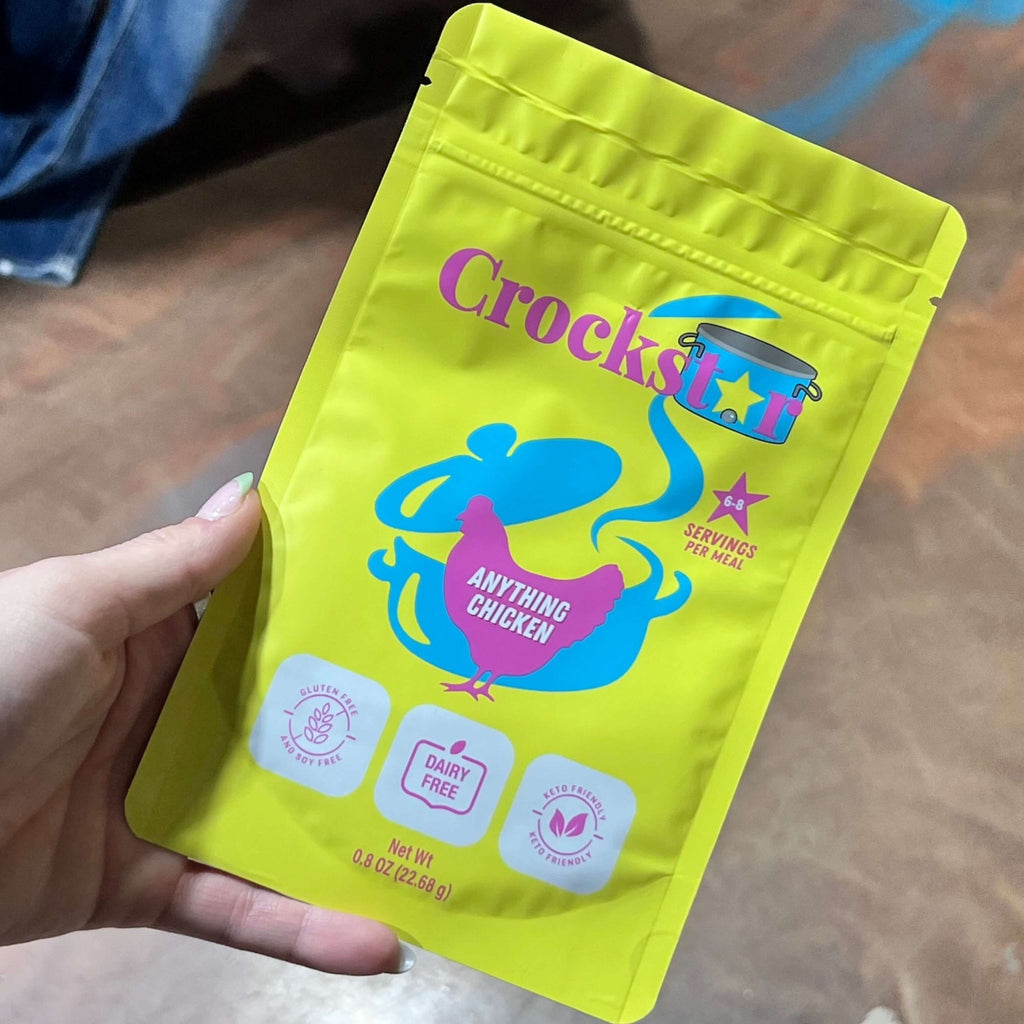 Crockstar
6-8
SERVINGS
PER MEAL
ANYTHING
CHICKEN
GLUTEN FREE
AND SOY FREE
DAIRY
FREE
KETO FRIENDLY
KETO FRIENDLY
Net Wt
0.8 OZ (22.68 g)